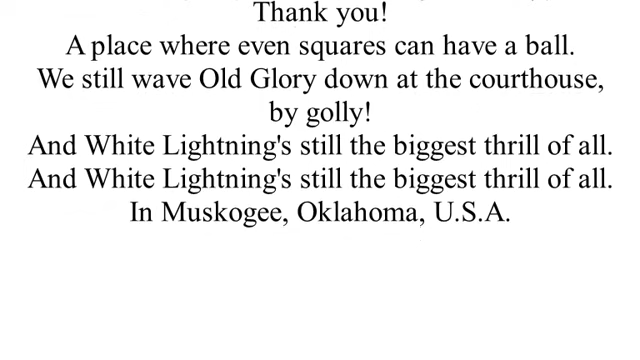 Thank you!
A place where even squares can have a ball.
We still wave Old Glory down at the courthouse,
by golly!
And White Lightning's still the biggest thrill of all.
And White Lightning's still the biggest thrill of all.
In Muskogee, Oklahoma, U.S.A.